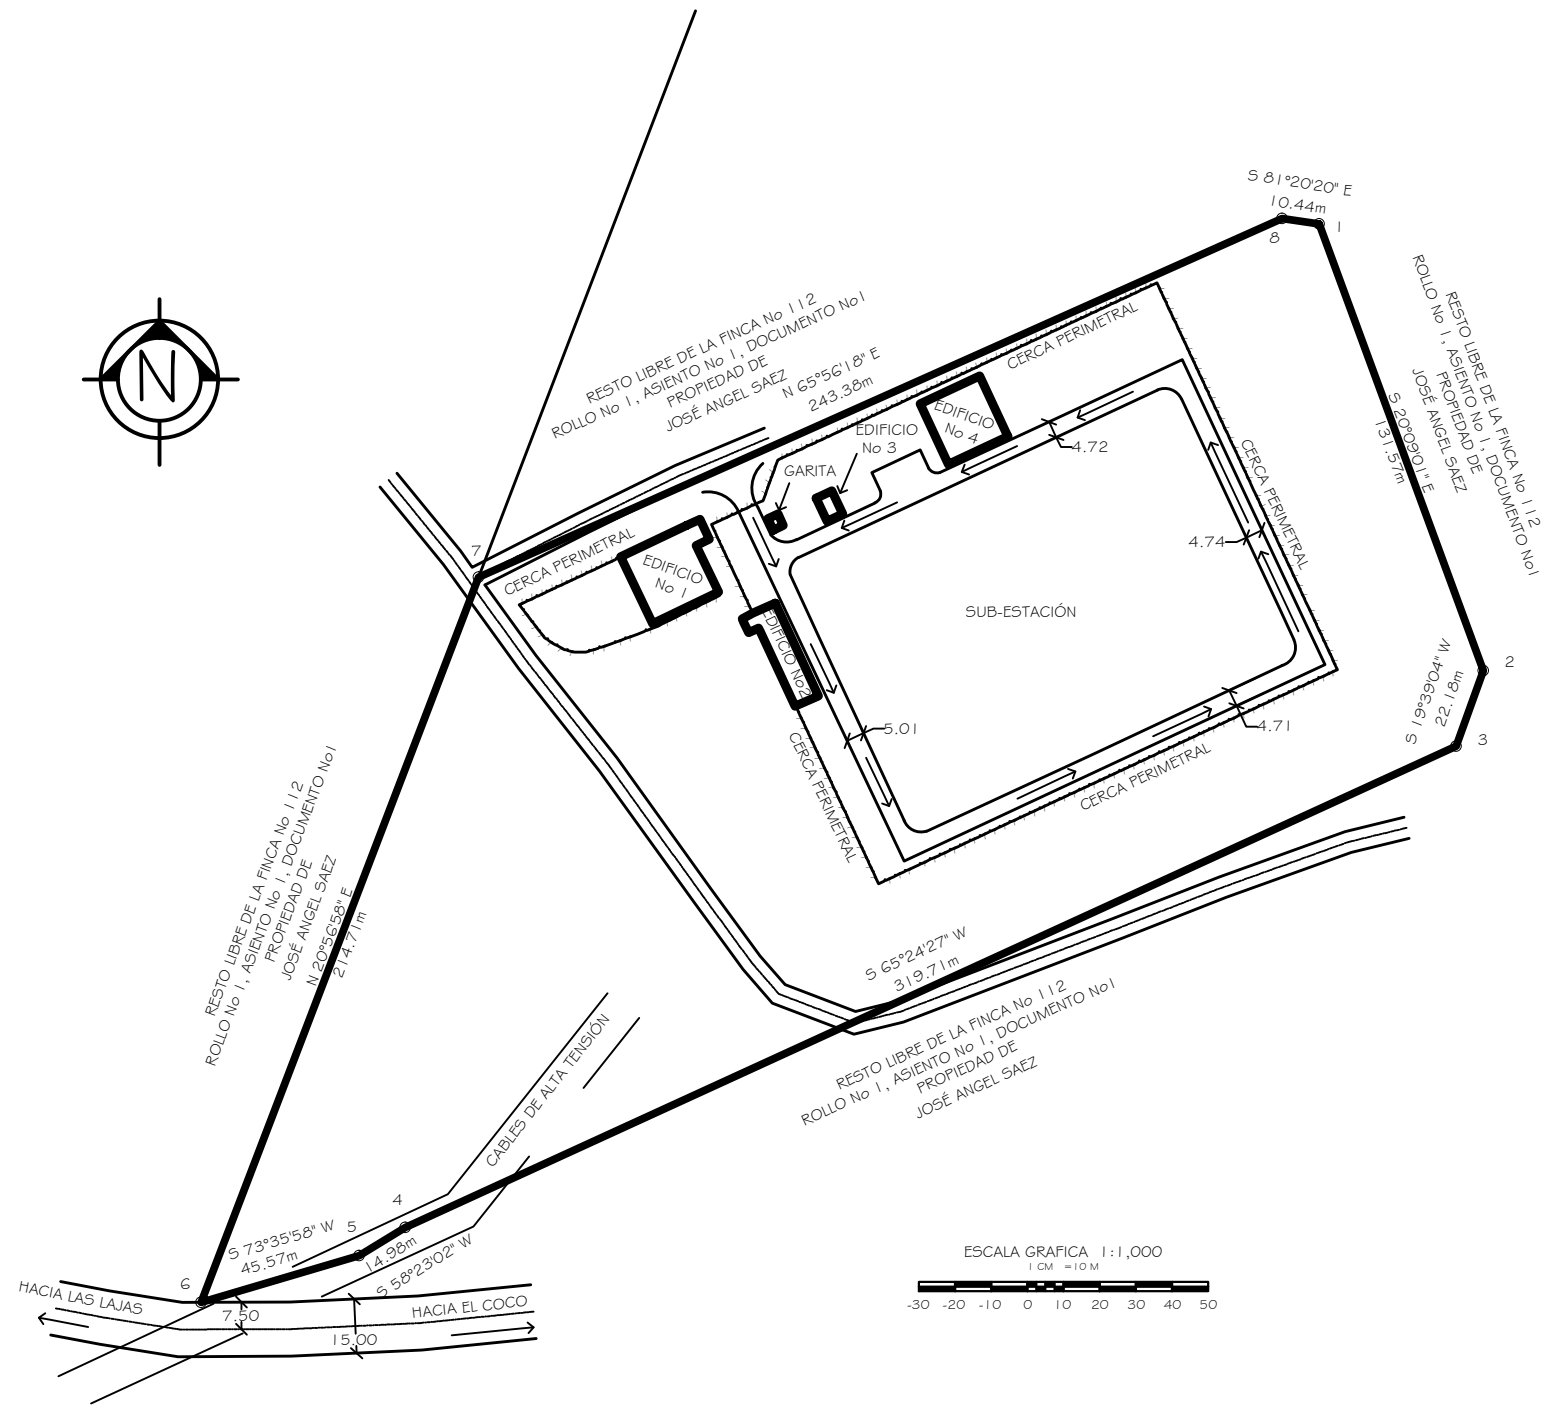 S 81°20'20" E
10.44m
8
1
N
RESTO LIBRE DE LA FINCA No 112
ROLLO No 1, ASIENTO No 1, DOCUMENTO No1
PROPIEDAD DE
JOSÉ ANGEL SAEZ
N 65°56'18" E
243.38m
RESTO LIBRE DE LA FINCA No 112
ROLLO No 1, ASIENTO No 1, DOCUMENTO No1
PROPIEDAD DE
JOSÉ ANGEL SAEZ
S 20°09'01" E
131.57m
CERCA PERIMETRAL
EDIFICIO
No 4
EDIFICIO
No 3
GARITA
4.72
CERCA PERIMETRAL
4.74
7
CERCA PERIMETRAL
EDIFICIO
No 1
EDIFICIO No2
SUB-ESTACIÓN
2
S 19°39'04" W
22.18m
3
5.01
4.71
CERCA PERIMETRAL
CERCA PERIMETRAL
RESTO LIBRE DE LA FINCA No 112
ROLLO No 1, ASIENTO No 1, DOCUMENTO No1
PROPIEDAD DE
JOSÉ ANGEL SAEZ
N 20°56'58" E
214.71m
S 65°24'27" W
319.71m
RESTO LIBRE DE LA FINCA No 112
ROLLO No 1, ASIENTO No 1, DOCUMENTO No1
PROPIEDAD DE
JOSÉ ANGEL SAEZ
CABLES DE ALTA TENSIÓN
4
5
S 73°35'58" W
45.57m
14.98m
S 58°23'02" W
6
HACIA LAS LAJAS
7.50
15.00
HACIA EL COCO
ESCALA GRAFICA 1:1,000
1 CM =10 M
-30 -20 -10 0 10 20 30 40 50